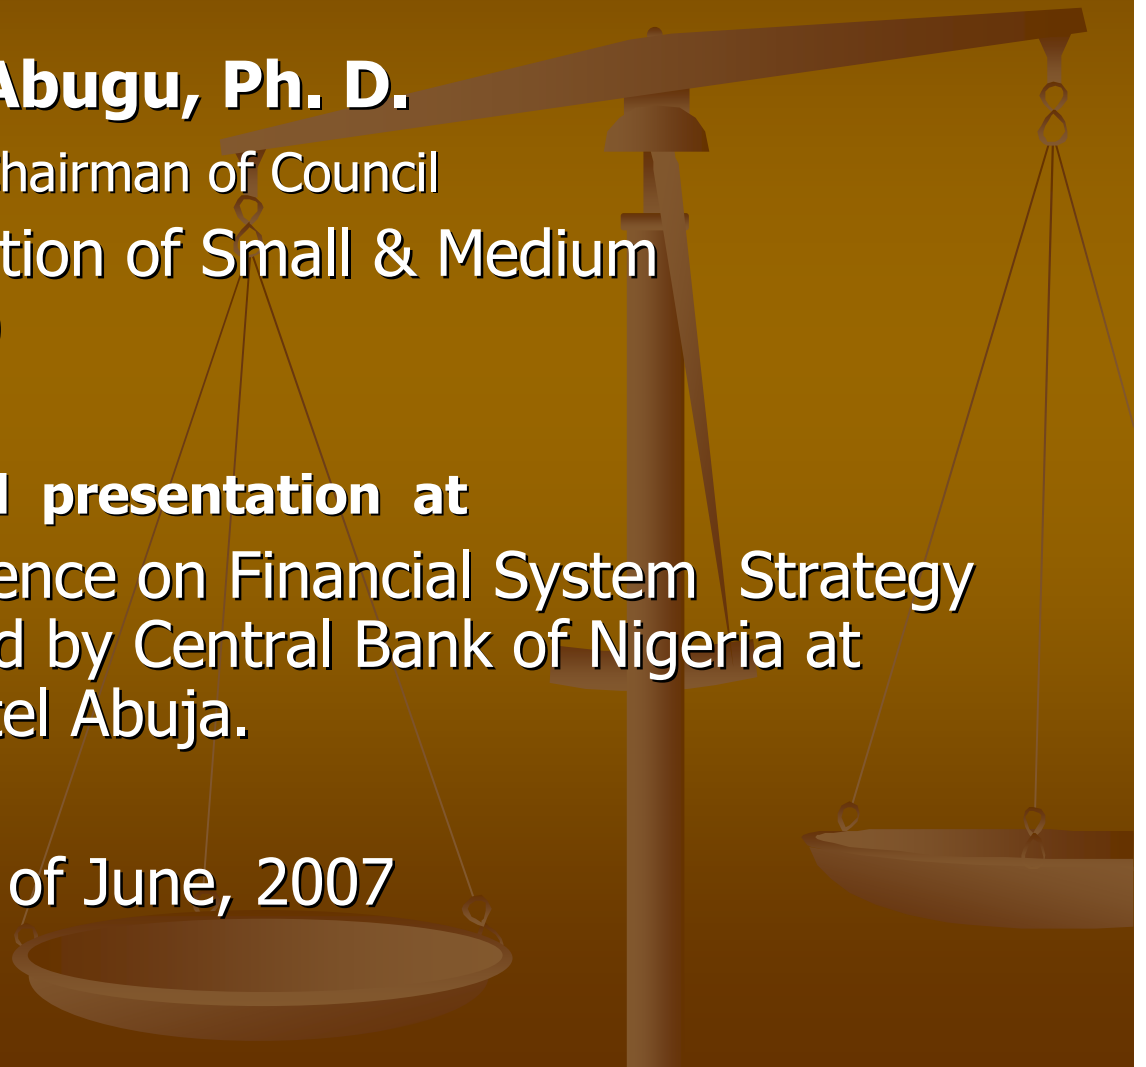 Abugu, Ph. D.
hairman of Council
tion of Small & Medium
)
presentation at
ence on Financial System Strategy
d by Central Bank of Nigeria at
tel Abuja.
of June, 2007